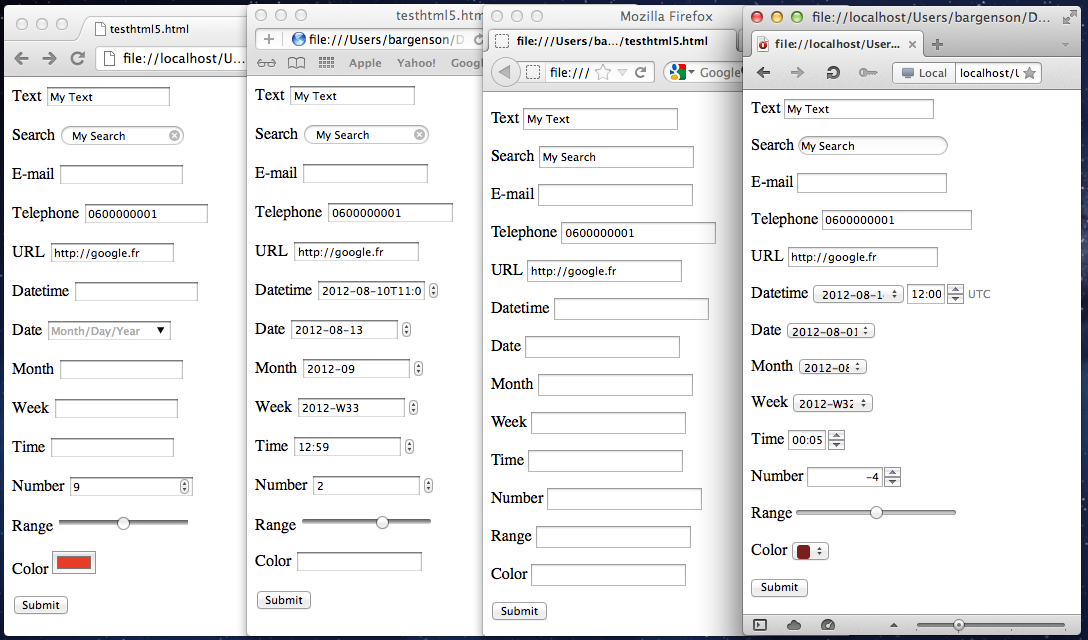 testhtml5.html
file://localhost/U...
Text My Text
Search My Search
E-mail
Telephone 0600000001
URL http://google.fr
Datetime
Date Month/Day/Year
Month
Week
Time
Number 9
Range
Color
Submit
testhtml5.htm
file:///Users/bargenson/D
Apple Yahoo! Googl
Text My Text
Search My Search
E-mail
Telephone 0600000001
URL http://google.fr
Datetime 2012-08-10T11:0
Date 2012-08-13
Month 2012-09
Week 2012-W33
Time 12:59
Number 2
Range
Color
Submit
Mozilla Firefox
file:///Users/ba.../testhtml5.html
file:///
Google
Text My Text
Search My Search
E-mail
Telephone 0600000001
URL http://google.fr
Datetime
Date
Month
Week
Time
Number
Range
Color
Submit
file://localhost/Users/bargenson/D...
file://localhost/User...
Local localhost/U
Text My Text
Search My Search
E-mail
Telephone 0600000001
URL http://google.fr
Datetime 2012-08-1 12:00 UTC
Date 2012-08-01
Month 2012-08
Week 2012-W32
Time 00:05
Number -4
Range
Color
Submit